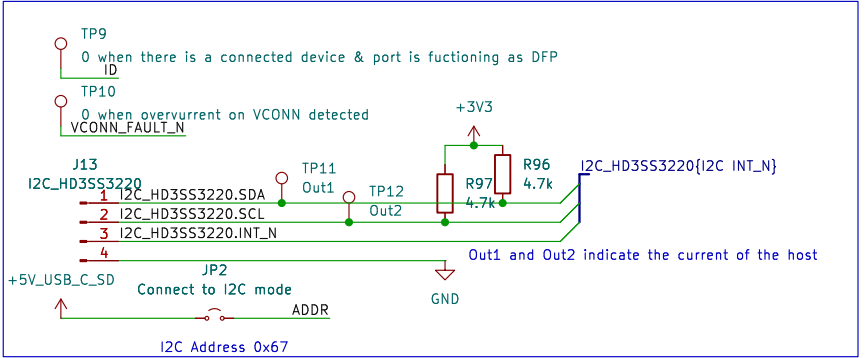 TP9
0 when there is a connected device & port is fuctioning as DFP
ID
TP10
0 when overvurrent on VCONN detected
VCONN_FAULT_N
+3V3
J13
I2C_HD3SS3220
TP11
Out1
TP12
Out2
R96
4.7k
R97
4.7k
I2C_HD3SS3220{I2C INT_N}
1 I2C_HD3SS3220.SDA
2 I2C_HD3SS3220.SCL
3 I2C_HD3SS3220.INT_N
4
Out1 and Out2 indicate the current of the host
+5V_USB_C_SD
JP2
Connect to I2C mode
GND
ADDR
I2C Address 0x67